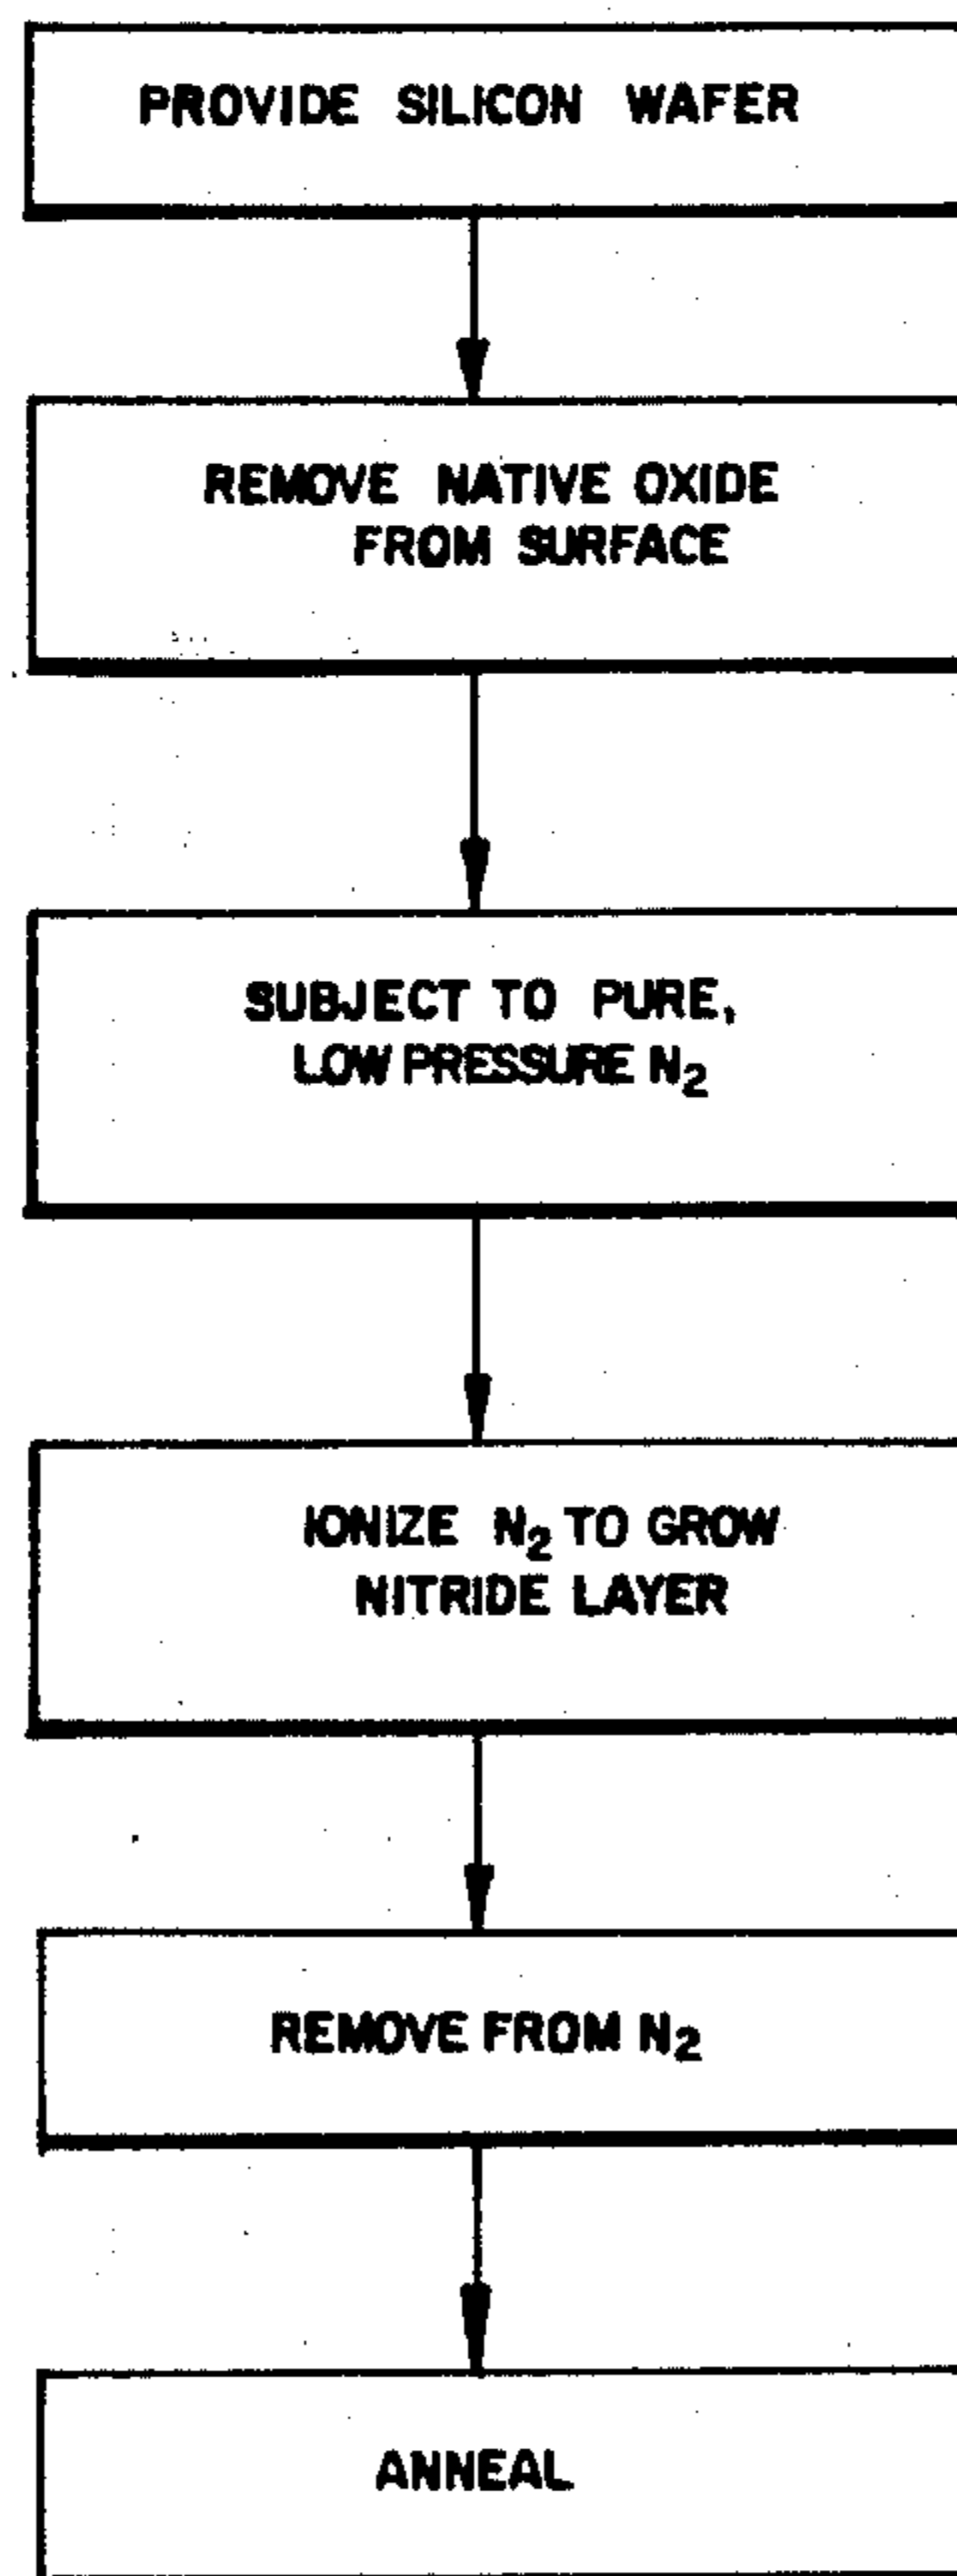 PROVIDE SILICON WAFER
REMOVE NATIVE OXIDE
FROM SURFACE
SUBJECT TO PURE,
LOW PRESSURE N₂
IONIZE N₂ TO GROW
NITRIDE LAYER
REMOVE FROM N₂
ANNEAL